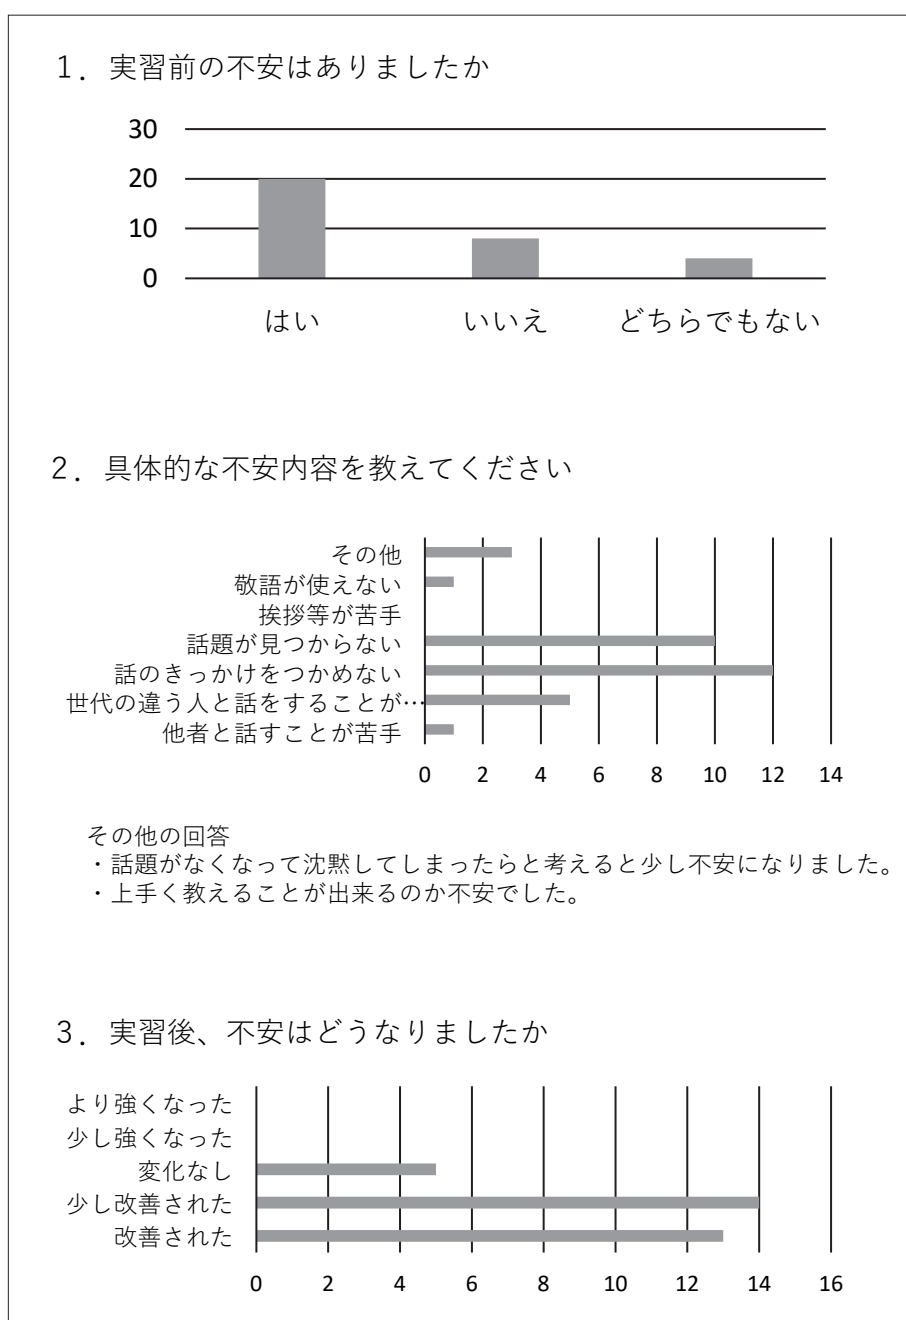 1．実習前の不安はありましたか
30
20
10
0
はい いいえ どちらでもない
2．具体的な不安内容を教えてください
その他
敬語が使えない
挨拶等が苦手
話題が見つからない
話のきっかけをつかめない
世代の違う人と話をすることが…
他者と話すことが苦手
0 2 4 6 8 10 12 14
その他の回答
・話題がなくなって沈黙してしまったらと考えると少し不安になりました。
・上手く教えることが出来るのか不安でした。
3．実習後、不安はどうなりましたか
より強くなった
少し強くなった
変化なし
少し改善された
改善された
0 2 4 6 8 10 12 14 16